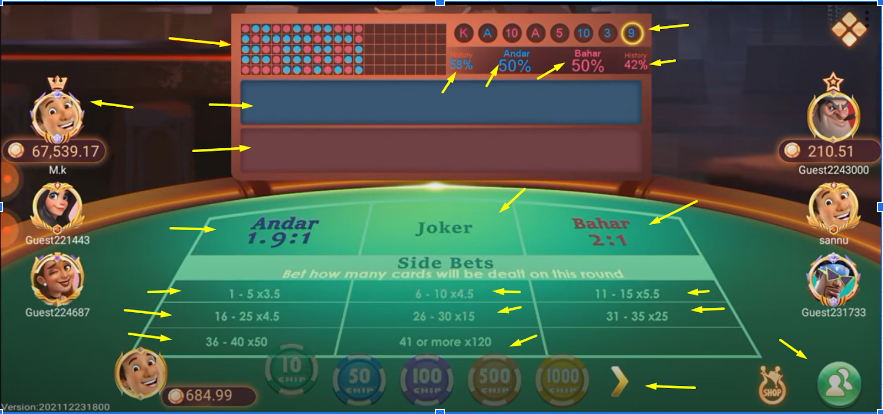 K A 10 A 5 10 3 9
History Andar Bahar History
58% 50% 50% 42%
67,539.17
M.k
210.51
Guest2243000
Guest221443
sannu
Guest224687
Guest231733
Andar
1.9:1
Joker
Bahar
2:1
Side Bets
Bet how many cards will be dealt on this round
1 - 5 x3.5
6 - 10 x4.5
11 - 15 x5.5
16 - 25 x4.5
26 - 30 x15
31 - 35 x25
36 - 40 x50
41 or more x120
684.99
10
CHIP
50
CHIP
100
CHIP
500
CHIP
1000
CHIP
SHOP
Version:202112231800